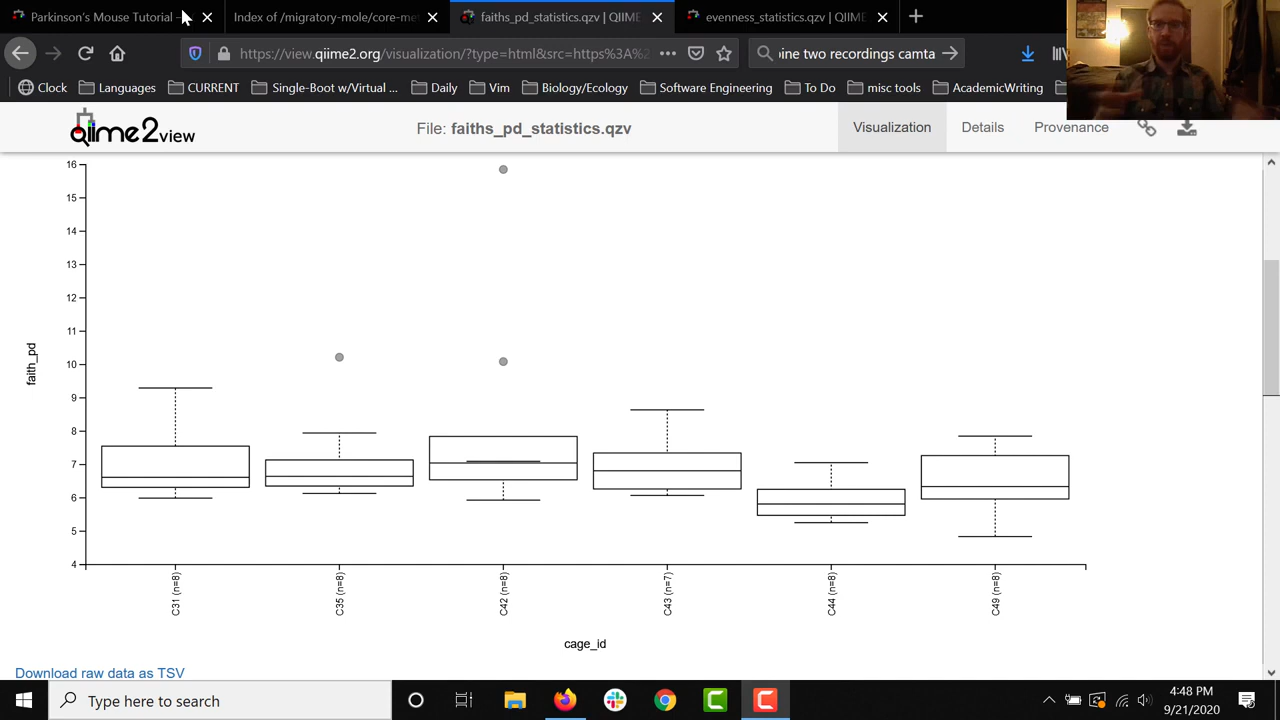 Parkinson's Mouse Tutorial —
Index of /migratory-mole/core-met
faiths_pd_statistics.qzv | QIIME
evenness_statistics.qzv | QIIME
https://view.qiime2.org/visualization/?type=html&src=https%3A%
ine two recordings camta
Clock
Languages
CURRENT
Single-Boot w/Virtual ...
Daily
Vim
Biology/Ecology
Software Engineering
To Do
misc tools
AcademicWriting
qiime2view
File: faiths_pd_statistics.qzv
Visualization
Details
Provenance
16
15
14
13
12
11
10
9
8
7
6
5
4
faith_pd
C31 (n=8)
C35 (n=8)
C42 (n=8)
C43 (n=7)
C44 (n=8)
C49 (n=8)
cage_id
Download raw data as TSV
Type here to search
4:48 PM
9/21/2020